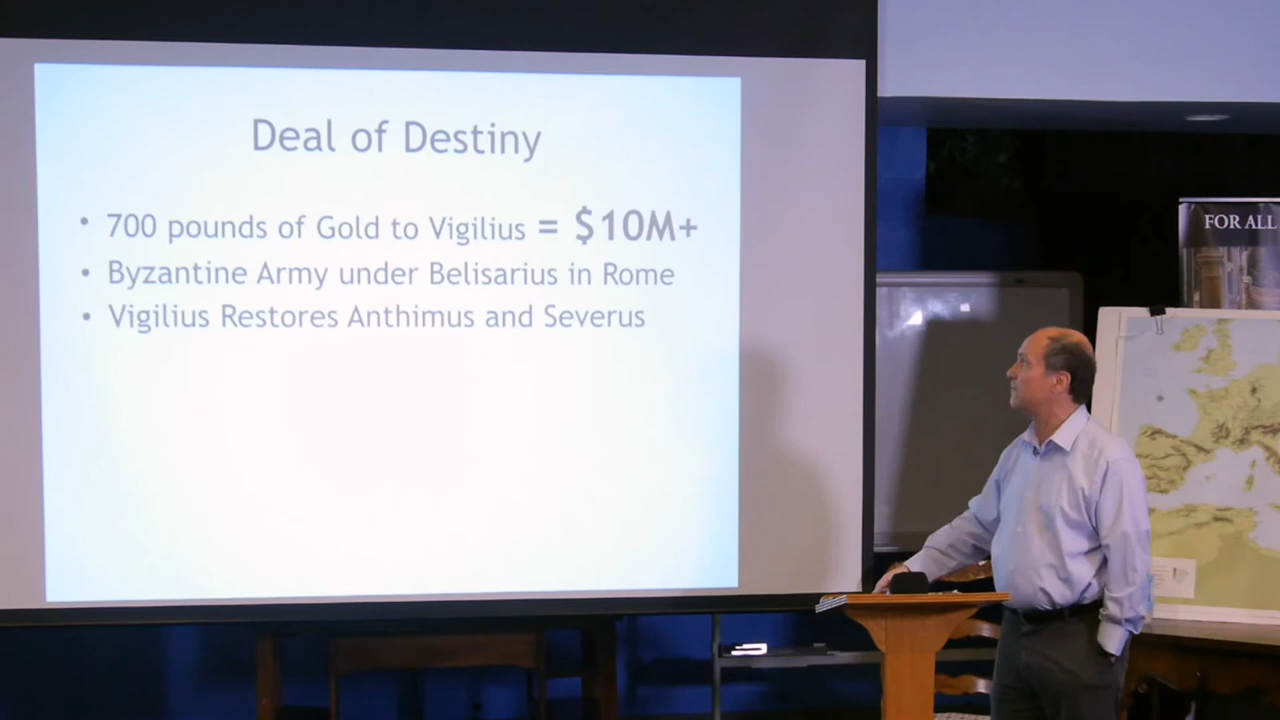 Deal of Destiny
• 700 pounds of Gold to Vigilius = $10M+
• Byzantine Army under Belisarius in Rome
• Vigilius Restores Anthimus and Severus
FOR ALL